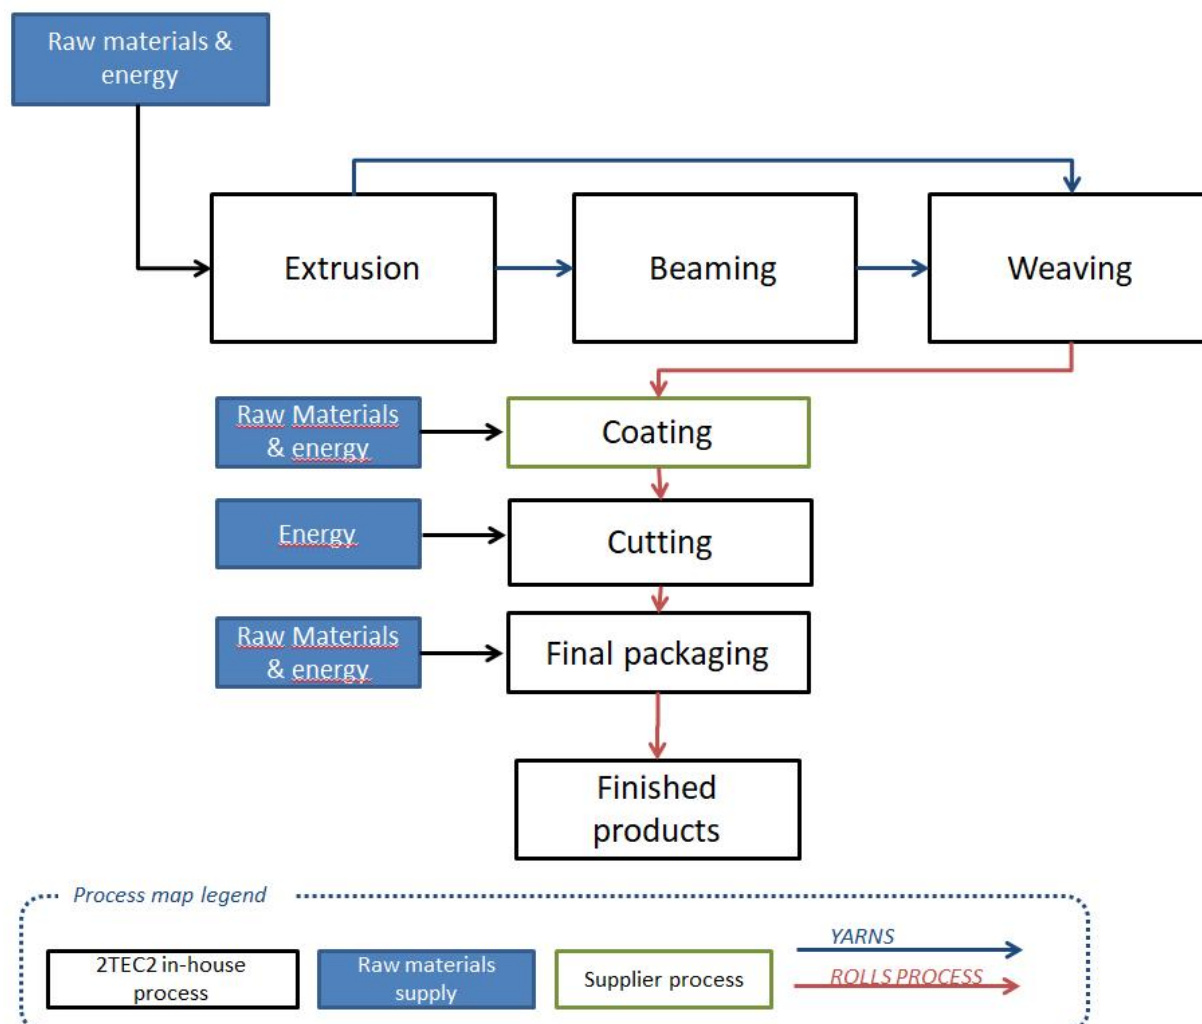 Raw materials &
energy
Extrusion
Beaming
Weaving
Raw Materials
& energy
Coating
Energy
Cutting
Raw Materials
& energy
Final packaging
Finished
products
Process map legend
2TEC2 in-house
process
Raw materials
supply
Supplier process
YARNS
ROLLS PROCESS